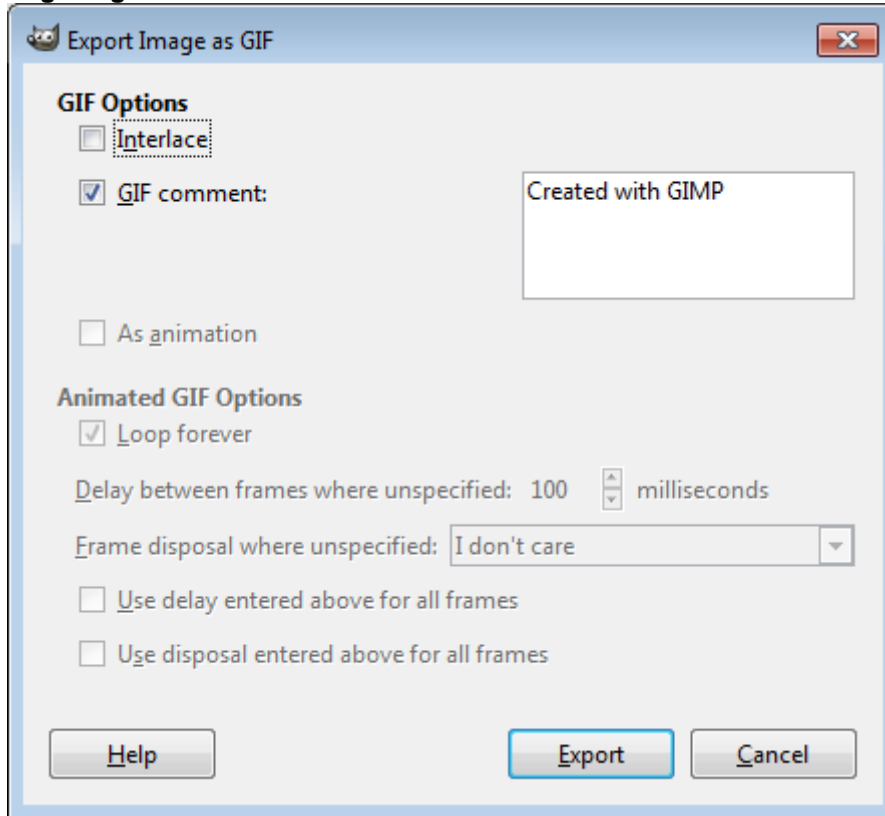 Export Image as GIF
GIF Options
Interlace
GIF comment:
Created with GIMP
As animation
Animated GIF Options
Loop forever
Delay between frames where unspecified: 100 milliseconds
Frame disposal where unspecified: I don't care
Use delay entered above for all frames
Use disposal entered above for all frames
Help
Export
Cancel